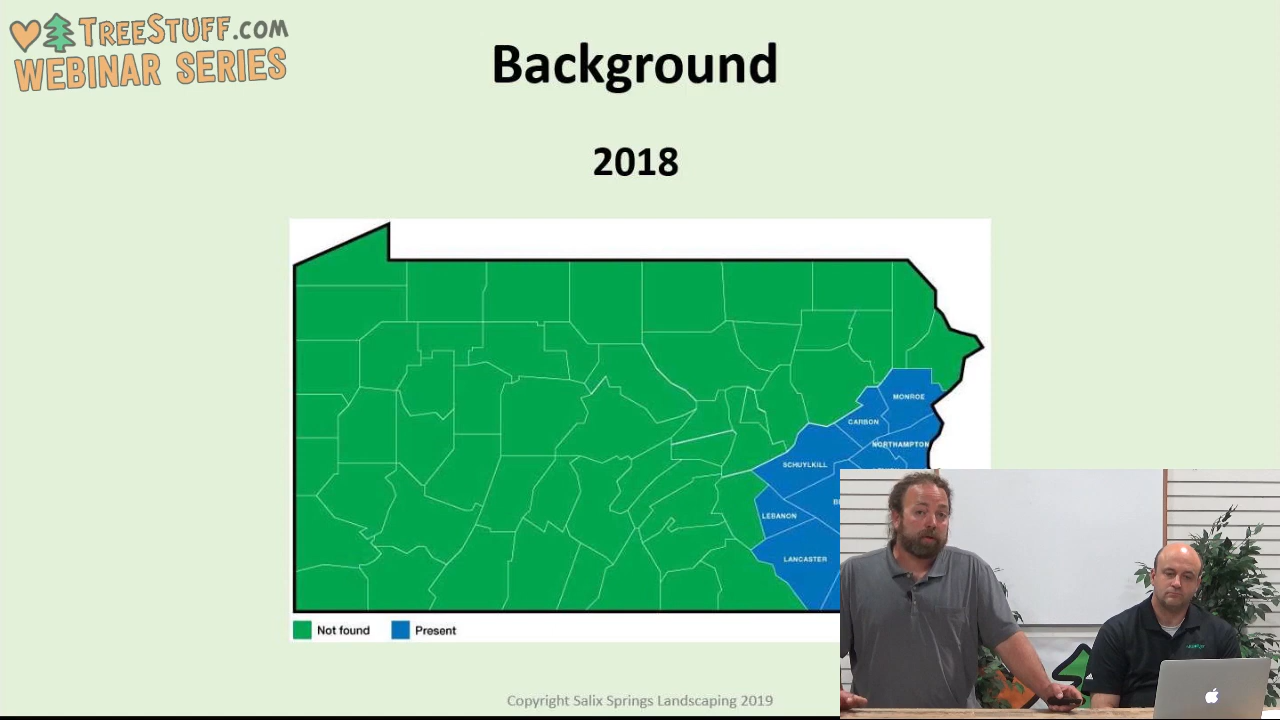 TREESTUFF.COM
WEBINAR SERIES
Background
2018
MONROE
CARBON
NORTHAMPTON
SCHUYLKILL
LEBANON
LANCASTER
Not found
Present
Copyright Salix Springs Landscaping 2019